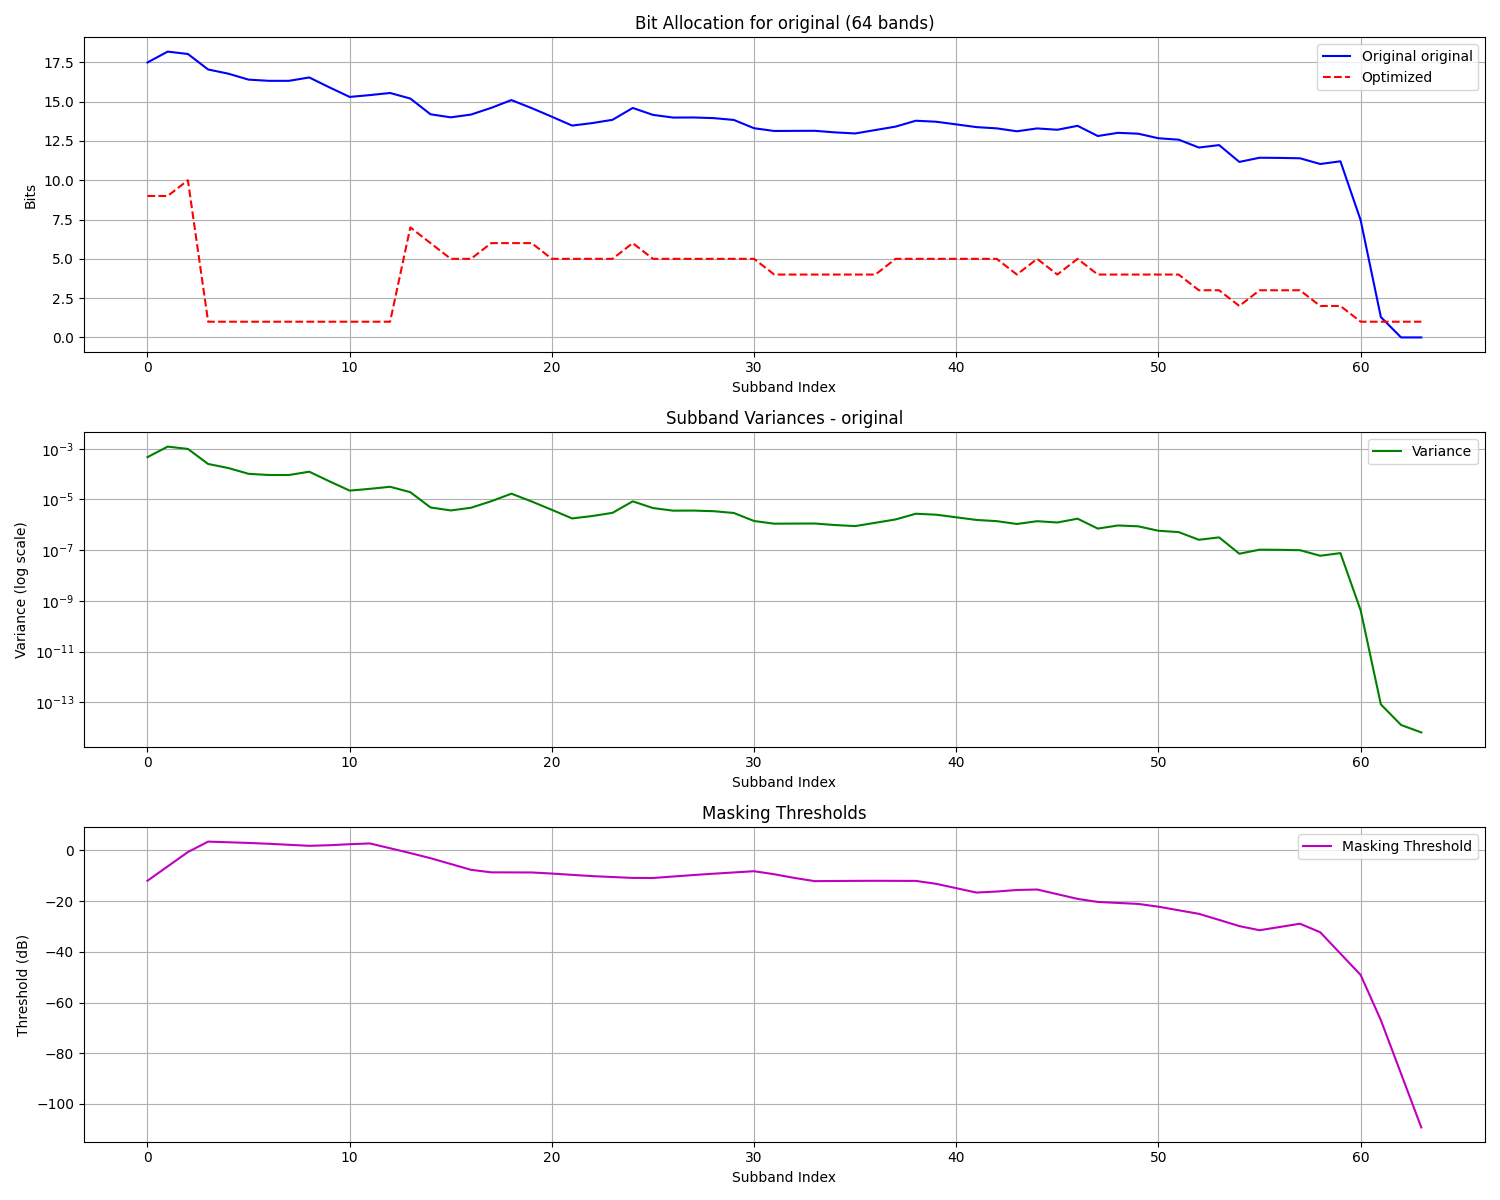 Bit Allocation for original (64 bands)
Original original
Optimized
17.5
15.0
12.5
10.0
7.5
5.0
2.5
0.0
Bits
0 10 20 30 40 50 60
Subband Index
Subband Variances - original
Variance
10⁻³
10⁻⁵
10⁻⁷
10⁻⁹
10⁻¹¹
10⁻¹³
Variance (log scale)
0 10 20 30 40 50 60
Subband Index
Masking Thresholds
Masking Threshold
0
−20
−40
−60
−80
−100
Threshold (dB)
0 10 20 30 40 50 60
Subband Index